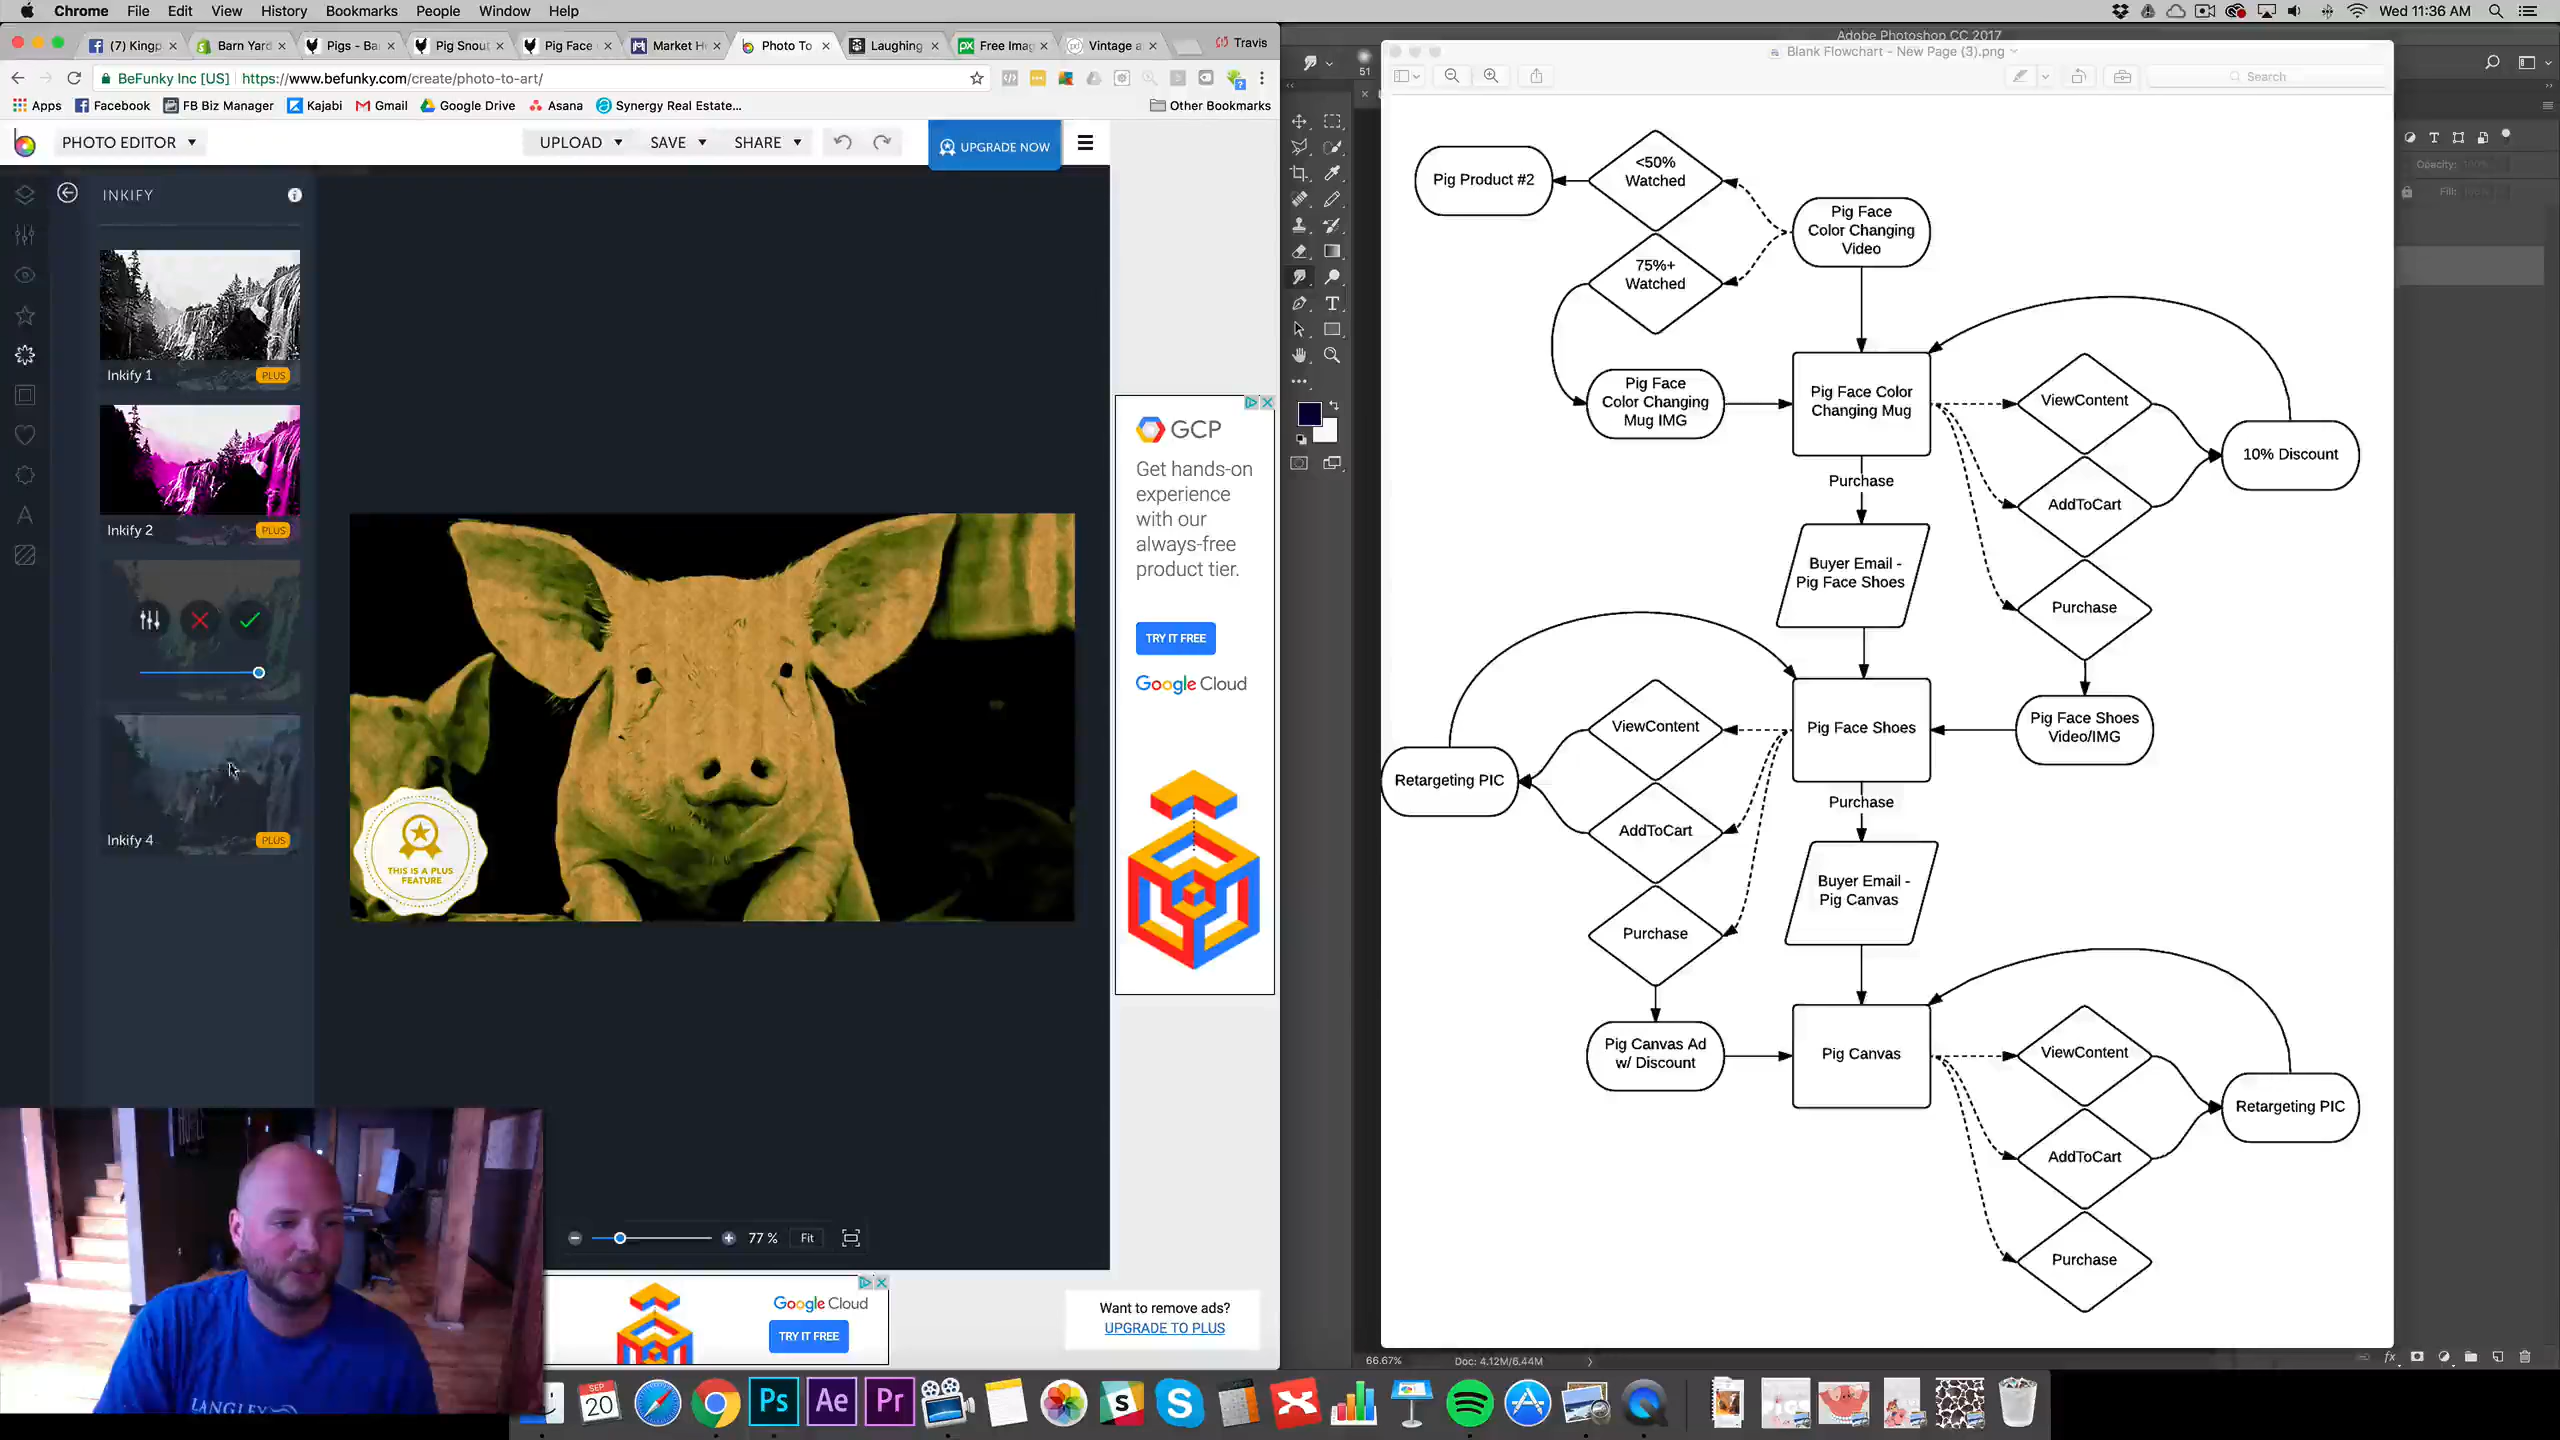 Chrome File Edit View History Bookmarks People Window Help
Wed 11:36 AM
(7) Kingp
Barn Yard
Pigs - Ba
Pig Snout
Pig Face
Market H
Photo To
Laughing
Free Imag
Vintage a
Travis
BeFunky Inc [US] https://www.befunky.com/create/photo-to-art/
Apps Facebook FB Biz Manager Kajabi Gmail Google Drive Asana Synergy Real Estate... Other Bookmarks
PHOTO EDITOR UPLOAD SAVE SHARE UPGRADE NOW
INKIFY
Inkify 1 PLUS
Inkify 2 PLUS
Inkify 4 PLUS
THIS IS A PLUS
FEATURE
77 % Fit
GCP
Get hands-on
experience
with our
always-free
product tier.
TRY IT FREE
Google Cloud
Google Cloud
TRY IT FREE
Want to remove ads?
UPGRADE TO PLUS
LANGLEY
Adobe Photoshop CC 2017
Blank Flowchart - New Page (3).png
Search
51
Opacity:
Fill:
Pig Product #2
<50%
Watched
Pig Face
Color Changing
Video
75%+
Watched
Pig Face
Color Changing
Mug IMG
Pig Face Color
Changing Mug
ViewContent
10% Discount
Purchase
AddToCart
Buyer Email -
Pig Face Shoes
Purchase
ViewContent
Pig Face Shoes
Pig Face Shoes
Video/IMG
Retargeting PIC
Purchase
AddToCart
Buyer Email -
Pig Canvas
Purchase
Pig Canvas Ad
w/ Discount
Pig Canvas
ViewContent
Retargeting PIC
AddToCart
Purchase
66.67% Doc: 4.12M/6.44M
SEP
20
Ps
Ae
Pr